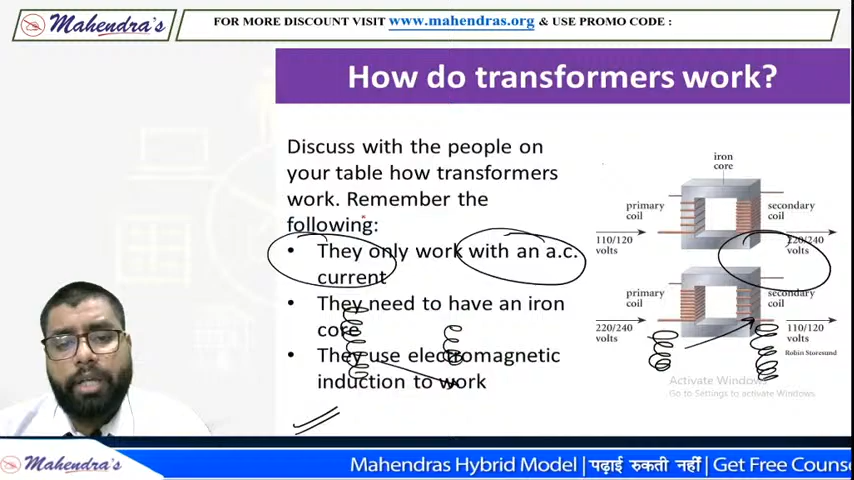 Mahendra's
FOR MORE DISCOUNT VISIT www.mahendras.org & USE PROMO CODE :
How do transformers work?
Discuss with the people on
your table how transformers
work. Remember the
following:
• They only work with an a.c.
current
• They need to have an iron
core
• They use electromagnetic
induction to work
iron
core
primary
coil
secondary
coil
110/120
volts
220/240
volts
primary
coil
secondary
coil
220/240
volts
110/120
volts
Robin Storesund
Activate Windows
Go to Settings to activate Windows.
Mahendra's
Mahendras Hybrid Model | पढ़ाई रुकती नहीं | Get Free Couns